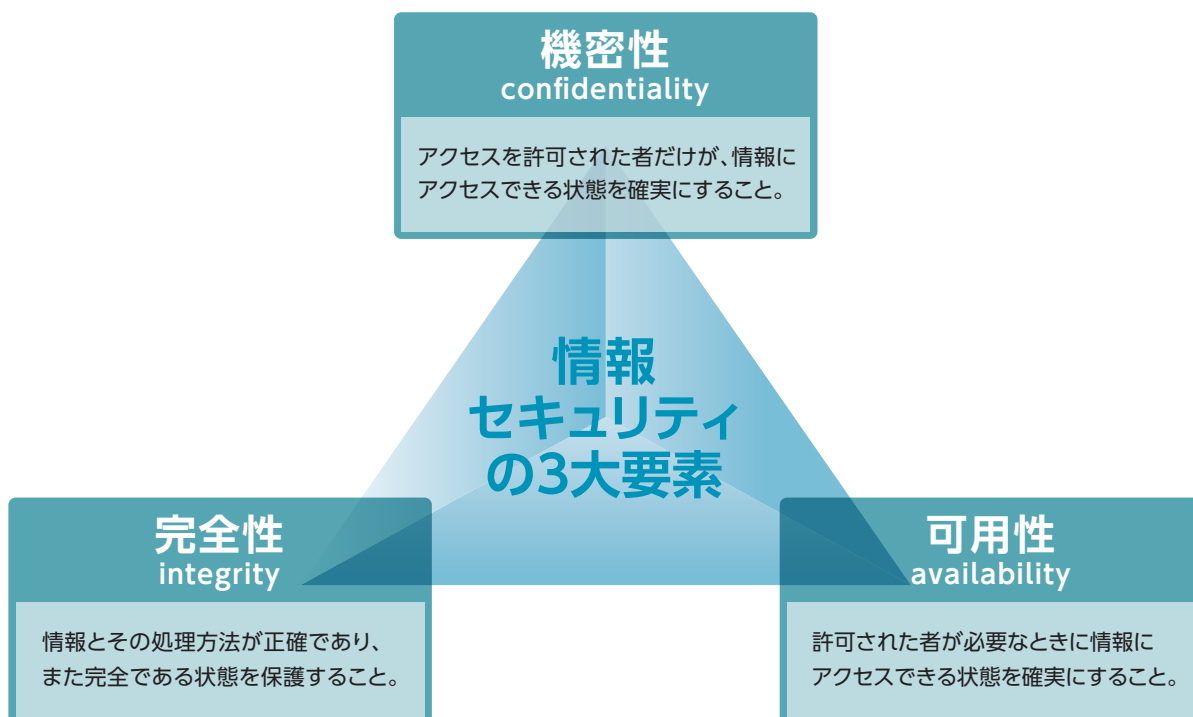 機密性
confidentiality
アクセスを許可された者だけが、情報に
アクセスできる状態を確実にすること。
情報
セキュリティ
の3大要素
完全性
integrity
情報とその処理方法が正確であり、
また完全である状態を保護すること。
可用性
availability
許可された者が必要なときに情報に
アクセスできる状態を確実にすること。